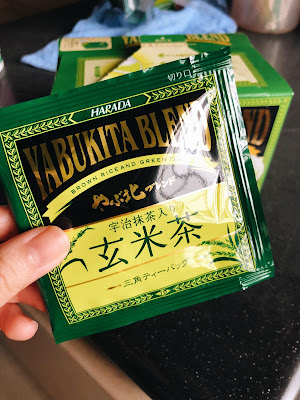 切り口
HARADA
YABUKITA BLEND
BROWN RICE AND GREEN TEA
やぶ北ブレンド
宇治抹茶入り
玄米茶
三角ティーバッグ